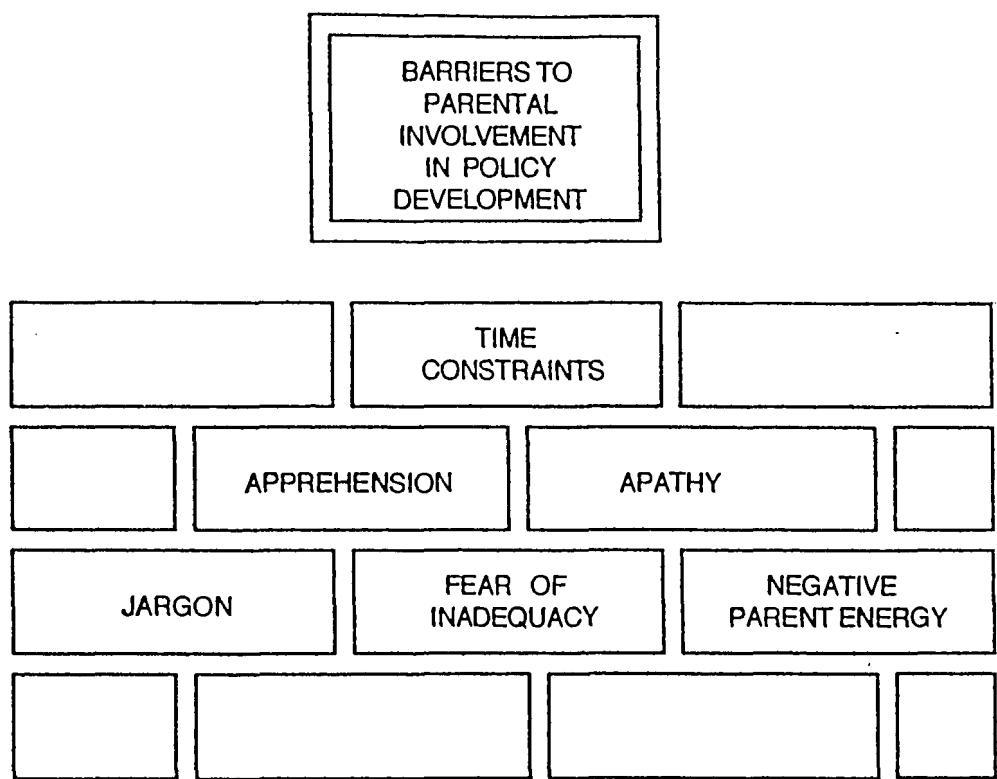 BARRIERS TO
PARENTAL
INVOLVEMENT
IN POLICY
DEVELOPMENT
TIME
CONSTRAINTS
APPREHENSION
APATHY
JARGON
FEAR OF
INADEQUACY
NEGATIVE
PARENT ENERGY